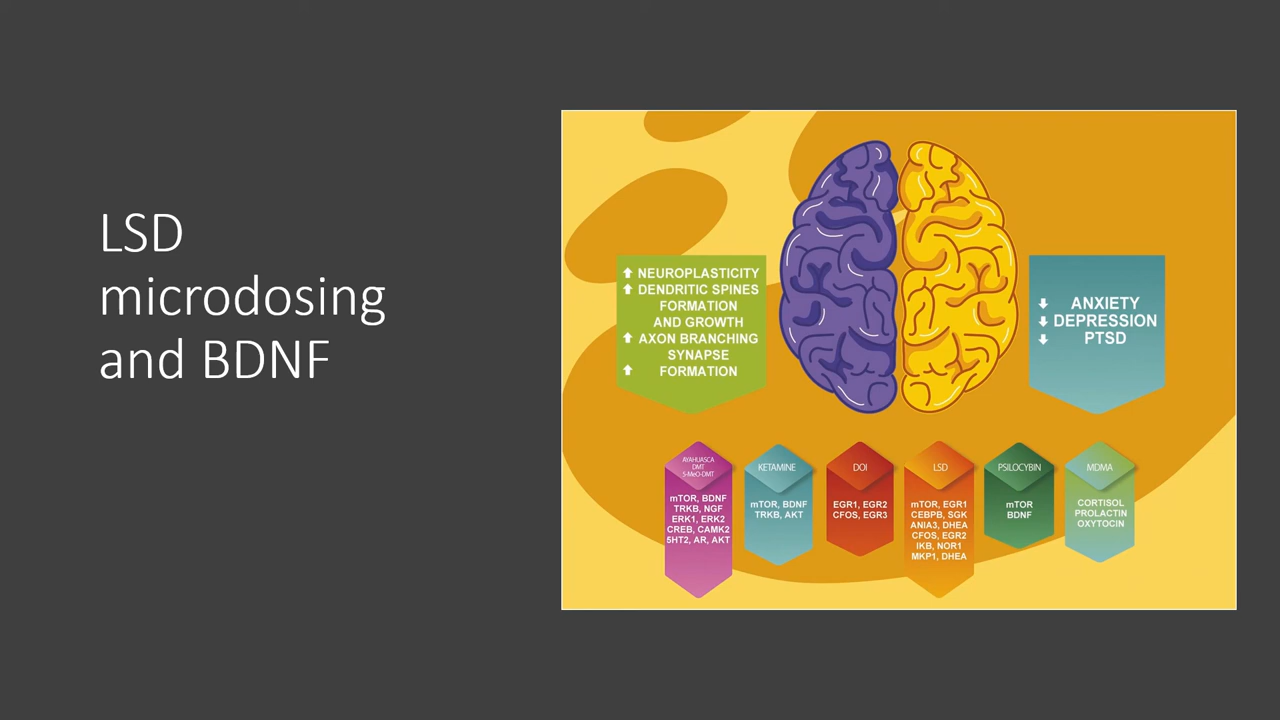 LSD
microdosing
and BDNF
NEUROPLASTICITY
DENDRITIC SPINES
FORMATION
AND GROWTH
AXON BRANCHING
SYNAPSE
FORMATION
ANXIETY
DEPRESSION
PTSD
AYAHUASCA
DMT
5-MeO-DMT
mTOR, BDNF
TRKB, NGF
ERK1, ERK2
CREB, CAMK2
5HT2, AR, AKT
KETAMINE
mTOR, BDNF
TRKB, AKT
DOI
EGR1, EGR2
CFOS, EGR3
LSD
mTOR, EGR1
CEBPB, SGK
ANIA3, DHEA
CFOS, EGR2
IKB, NOR1
MKP1, DHEA
PSILOCYBIN
mTOR
BDNF
MDMA
CORTISOL
PROLACTIN
OXYTOCIN